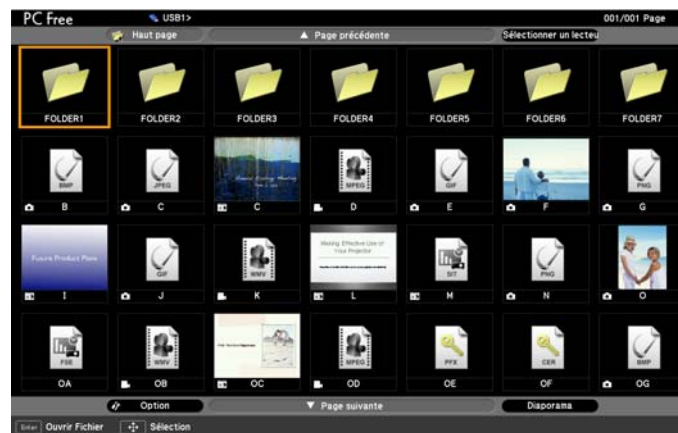 PC Free USB1> 001/001 Page
Haut page Page précédente Sélectionner un lecteu
FOLDER1 FOLDER2 FOLDER3 FOLDER4 FOLDER5 FOLDER6 FOLDER7
BMP JPEG MPEG GIF PNG
B C C D E F G
Future Product Plans GIF WMV Making Effective Use of Your Projector SIT PNG
I J K L M N O
FSE WMV MPEG PFX CER BMP
OA OB OC OD OE OF OG
Option Page suivante Diaporama
Enter Ouvrir Fichier Sélection